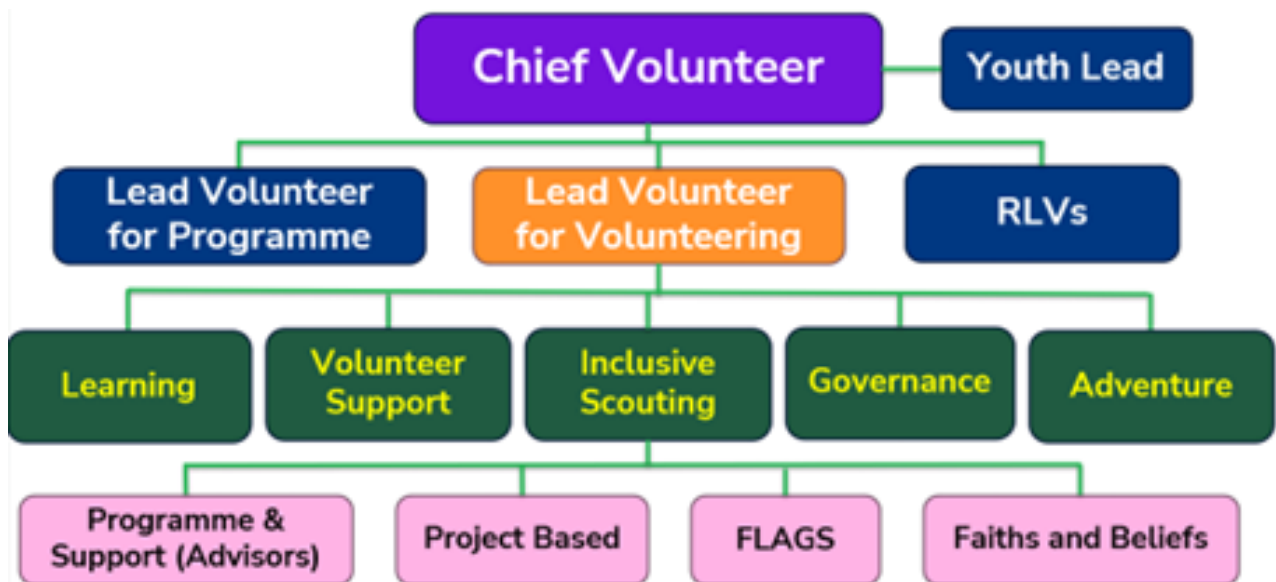 Chief Volunteer
Youth Lead
Lead Volunteer
for Programme
Lead Volunteer
for Volunteering
RLVs
Learning
Volunteer
Support
Inclusive
Scouting
Governance
Adventure
Programme &
Support (Advisors)
Project Based
FLAGS
Faiths and Beliefs